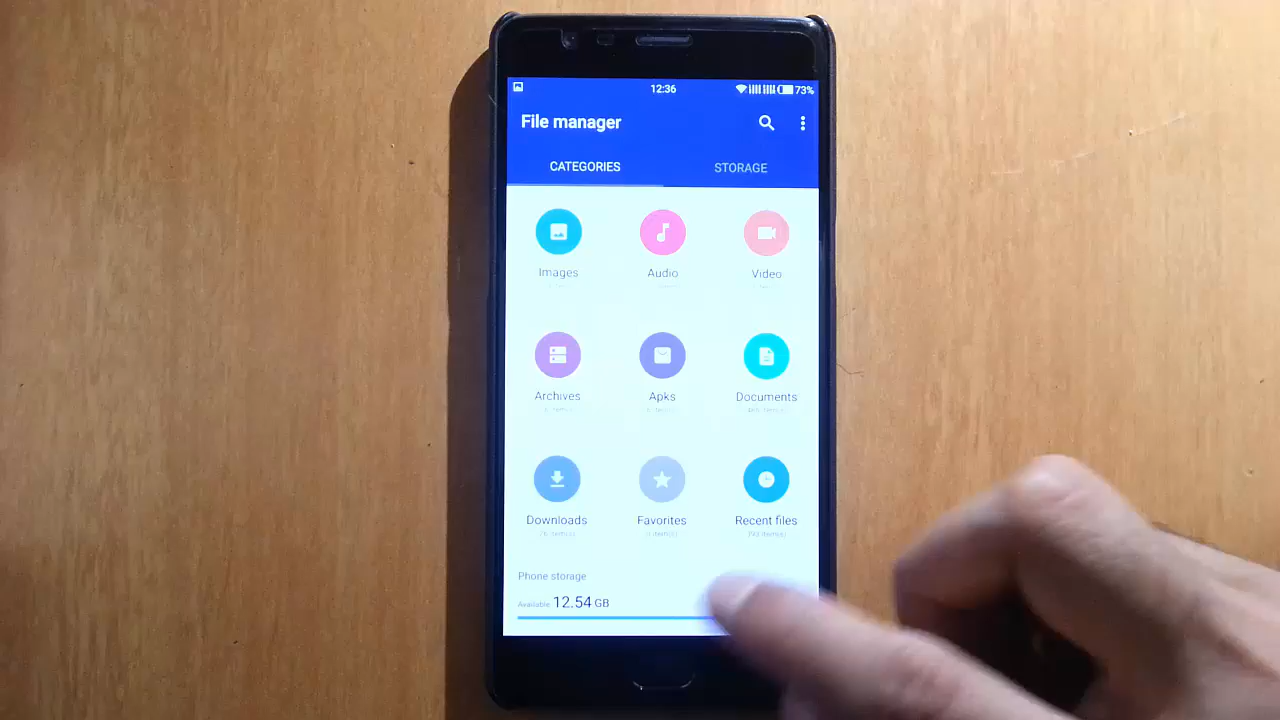 12:36 73%
File manager
CATEGORIES STORAGE
Images Audio Video
Archives Apks Documents
Downloads Favorites Recent files
Phone storage
Available 12.54 GB